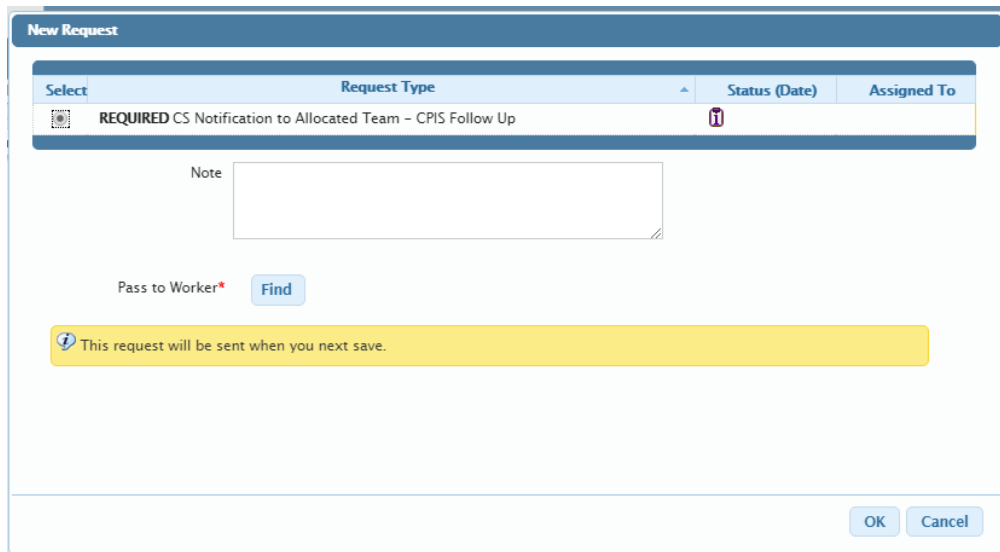 New Request
Select Request Type Status (Date) Assigned To
REQUIRED CS Notification to Allocated Team – CPIS Follow Up
Note
Pass to Worker* Find
This request will be sent when you next save.
OK Cancel